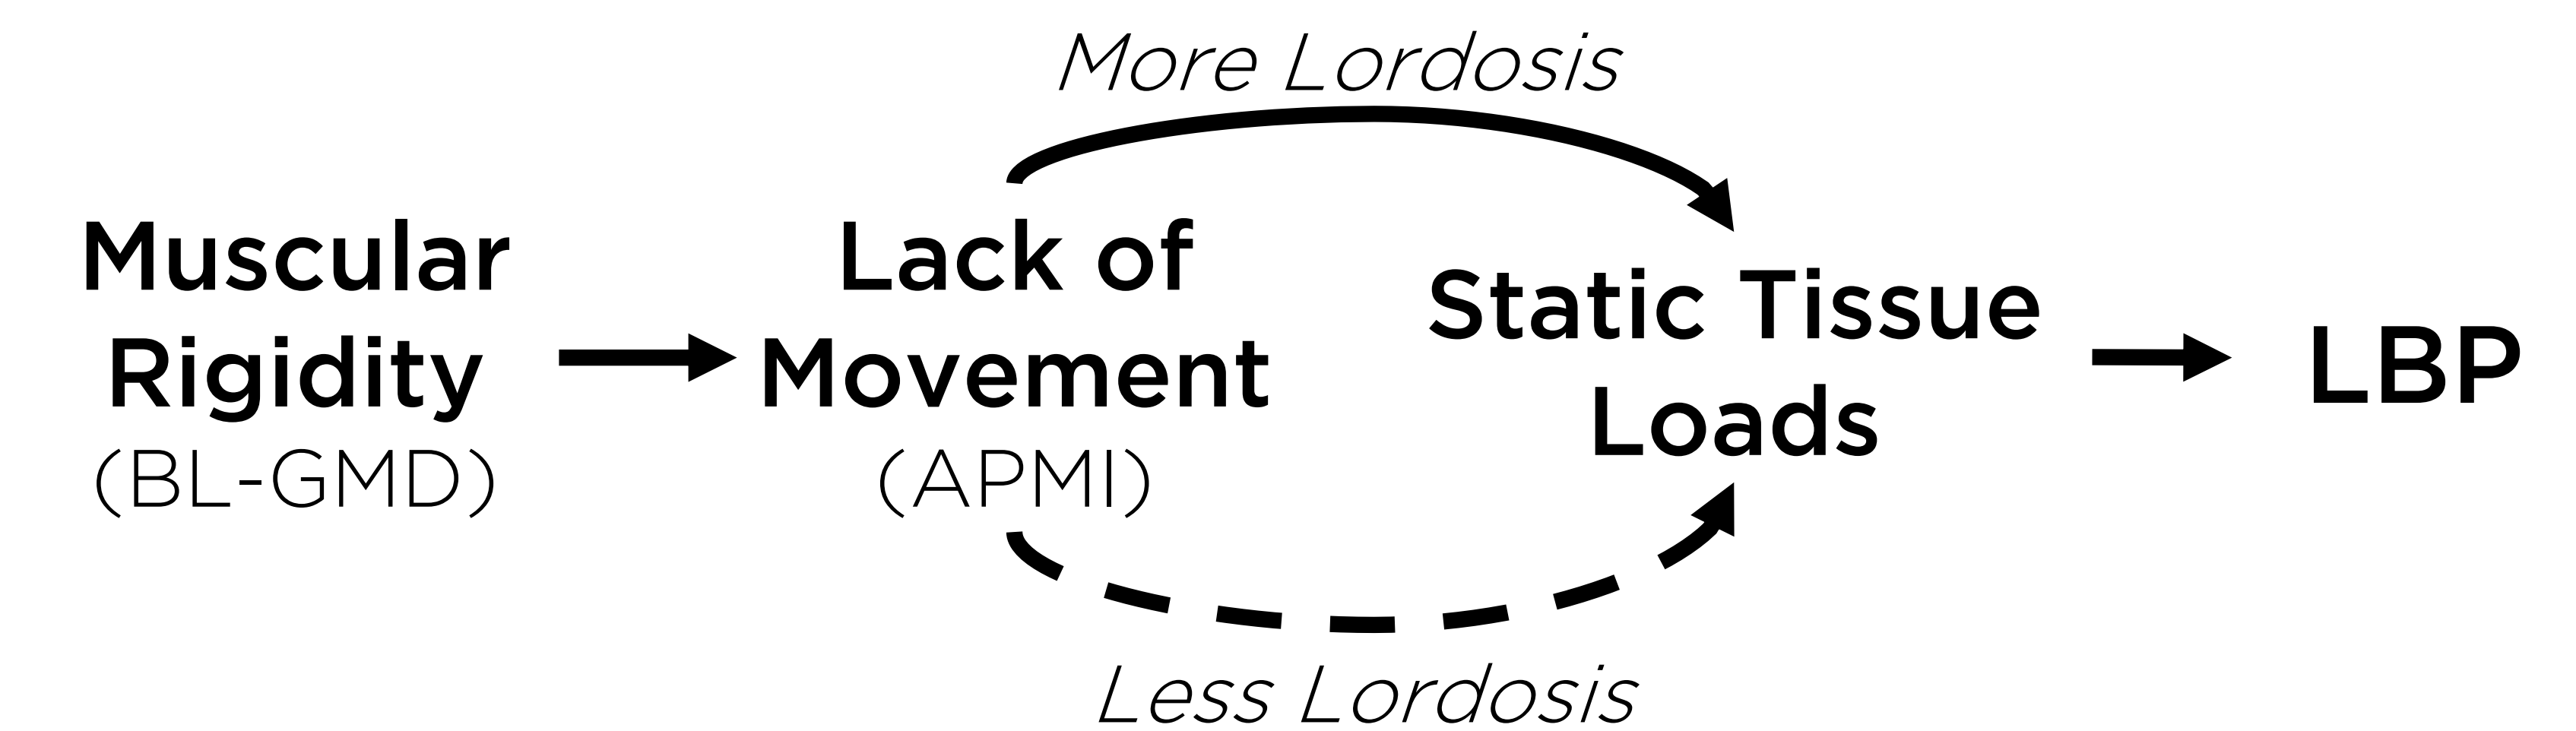 More Lordosis
Muscular
Rigidity
(BL-GMD)
Lack of
Movement
(APMI)
Static Tissue
Loads
LBP
Less Lordosis